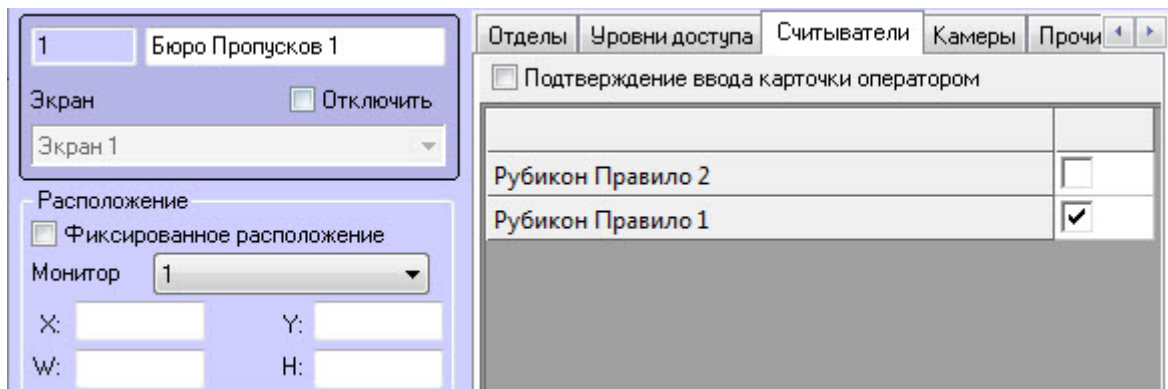 1
Бюро Пропусков 1
Экран
Отключить
Экран 1
Расположение
Фиксированное расположение
Монитор
1
X:
Y:
W:
H:
Отделы
Уровни доступа
Считыватели
Камеры
Прочи
Подтверждение ввода карточки оператором
Рубикон Правило 2
Рубикон Правило 1